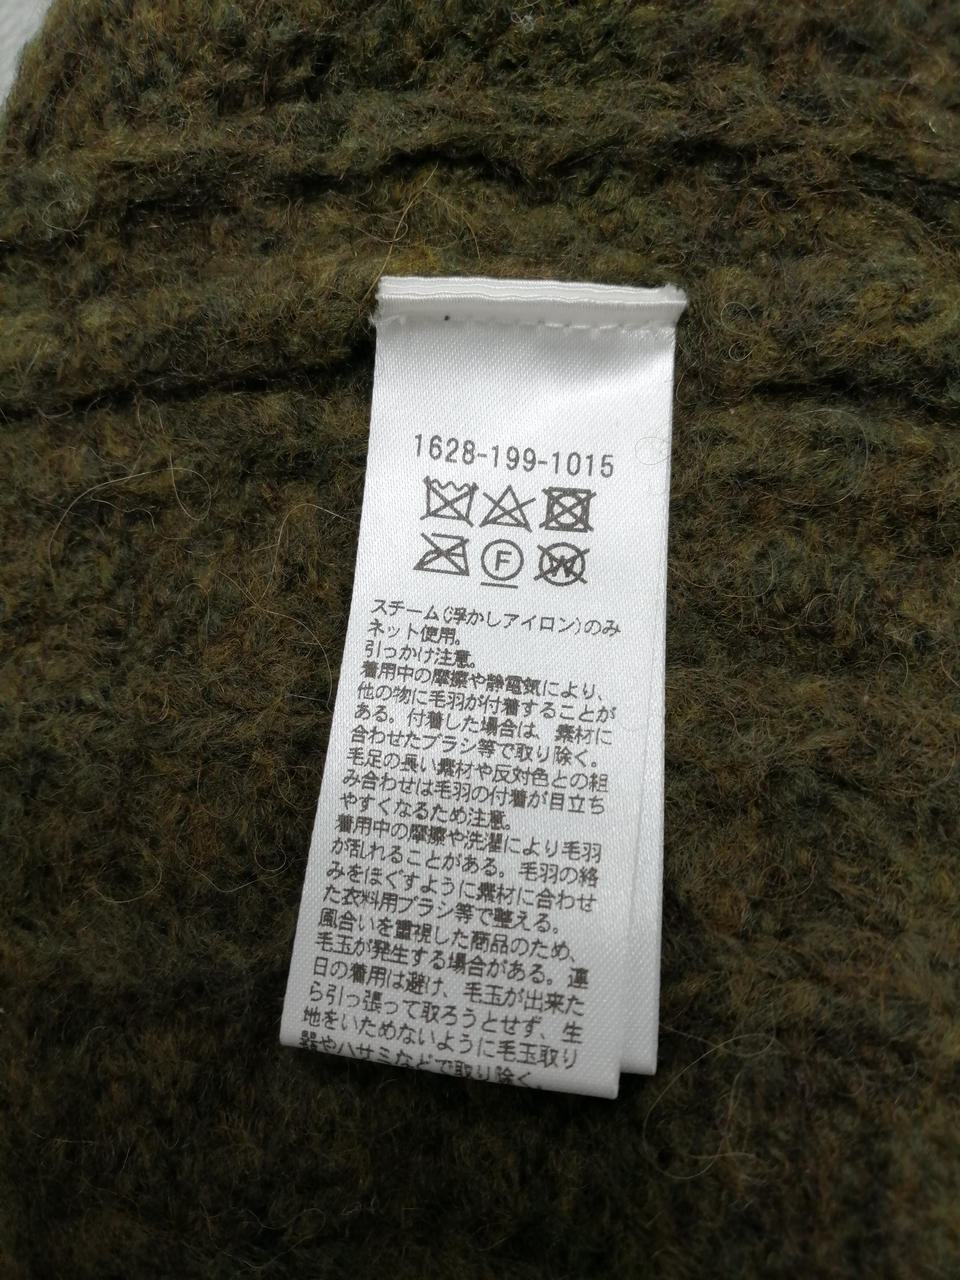 1628-199-1015
F
W
スチーム(浮かしアイロン)のみ
ネット使用。
引っかけ注意。
着用中の摩擦や静電気により、
他の物に毛羽が付着することが
ある。付着した場合は、素材に
合わせたブラシ等で取り除く。
毛足の長い素材や反対色との組
み合わせは毛羽の付着が目立ち
やすくなるため注意。
着用中の摩擦や洗濯により毛羽
が乱れることがある。毛羽の絡
みをほぐすように素材に合わせ
た衣料用ブラシ等で整える。
風合いを重視した商品のため、
毛玉が発生する場合がある。連
日の着用は避け、毛玉が出来た
ら引っ張って取ろうとせず、生
地をいためないように毛玉取り
器やハサミなどで取り除く。